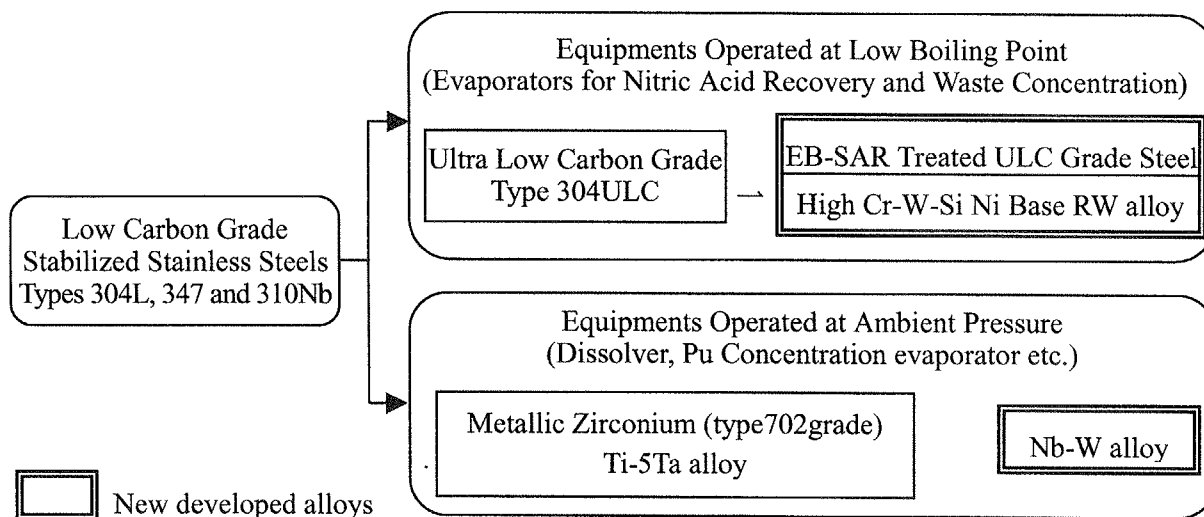 Equipments Operated at Low Boiling Point
(Evaporators for Nitric Acid Recovery and Waste Concentration)
Ultra Low Carbon Grade
Type 304ULC
EB-SAR Treated ULC Grade Steel
High Cr-W-Si Ni Base RW alloy
Low Carbon Grade
Stabilized Stainless Steels
Types 304L, 347 and 310Nb
Equipments Operated at Ambient Pressure
(Dissolver, Pu Concentration evaporator etc.)
Metallic Zirconium (type702grade)
Ti-5Ta alloy
Nb-W alloy
New developed alloys